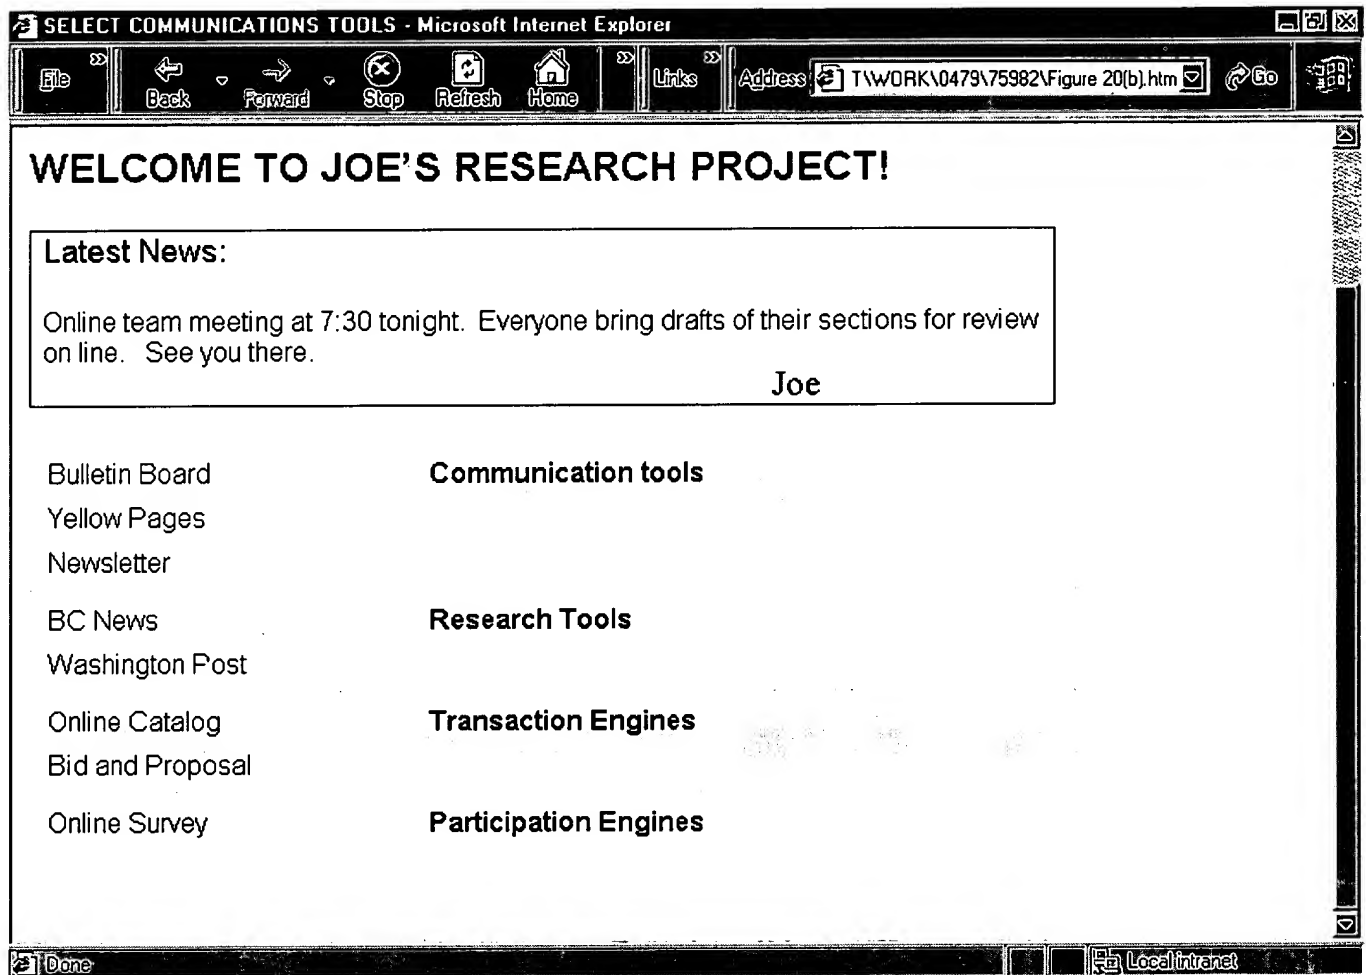 SELECT COMMUNICATIONS TOOLS - Microsoft Internet Explorer
File Back Forward Stop Refresh Home Links Address T\WORK\0479\75982\Figure 20(b).htm Go
WELCOME TO JOE'S RESEARCH PROJECT!
Latest News:
Online team meeting at 7:30 tonight. Everyone bring drafts of their sections for review
on line. See you there.
Joe
Bulletin Board Communication tools
Yellow Pages
Newsletter
BC News Research Tools
Washington Post
Online Catalog Transaction Engines
Bid and Proposal
Online Survey Participation Engines
Done Local intranet